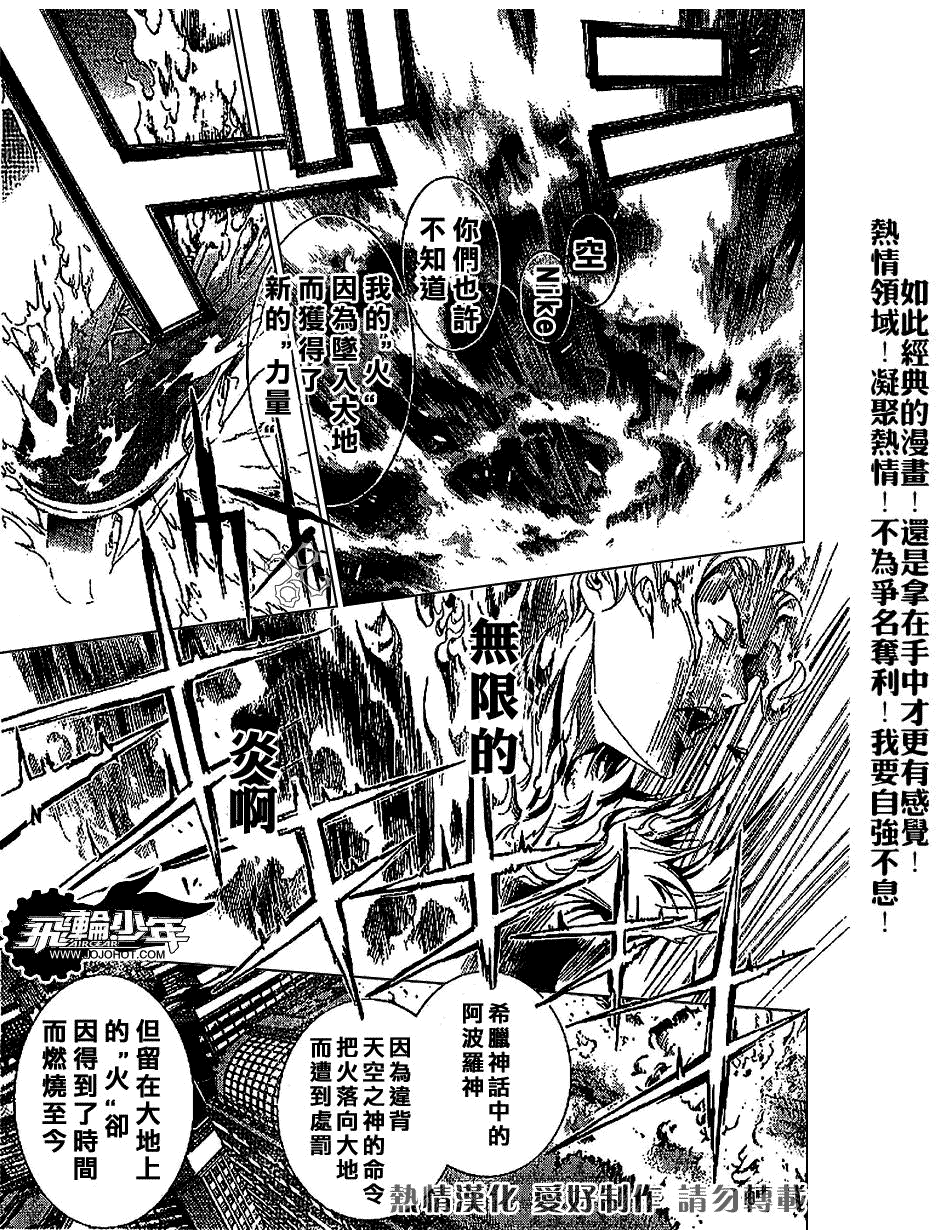 空
Nike
你們也許
不知道
我的"火"
因為墜入大地
而獲得了
新的"力量"
無限的
炎啊
希臘神話中的
阿波羅神
因為違背
天空之神的命令
把火落向大地
而遭到處罰
但留在大地上
的"火"卻
因得到了時間
而燃燒至今
飛輪少年
AIRGEAR
WWW.JOJOHOT.COM
熱情漢化 愛好制作 請勿轉載
如此經典的漫畫！還是拿在手中才更有感覺！
熱情領域！凝聚熱情！不為爭名奪利！我要自強不息！